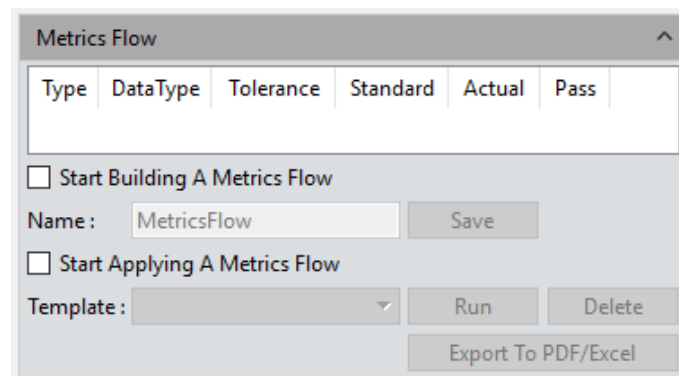 Metrics Flow
Type DataType Tolerance Standard Actual Pass
Start Building A Metrics Flow
Name : MetricsFlow Save
Start Applying A Metrics Flow
Template : Run Delete
Export To PDF/Excel